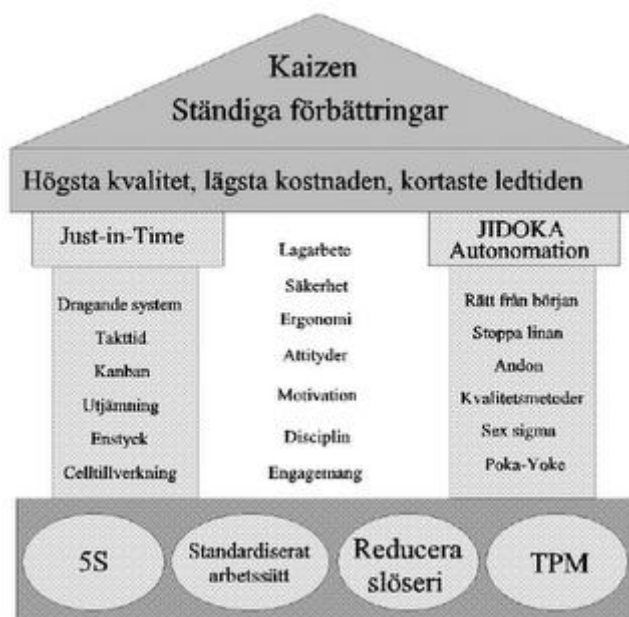 Kaizen
Ständiga förbättringar
Högsta kvalitet, lägsta kostnaden, kortaste ledtiden
Just-in-Time
Dragande system
Takttid
Kanban
Utjämning
Enstyck
Celltillverkning
Lagarbete
Säkerhet
Ergonomi
Attityder
Motivation
Disciplin
Engagemang
JIDOKA
Autonomation
Rätt från början
Stoppa linan
Andon
Kvalitetsmetoder
Sex sigma
Poka-Yoke
5S
Standardiserat
arbetssätt
Reducera
slöseri
TPM